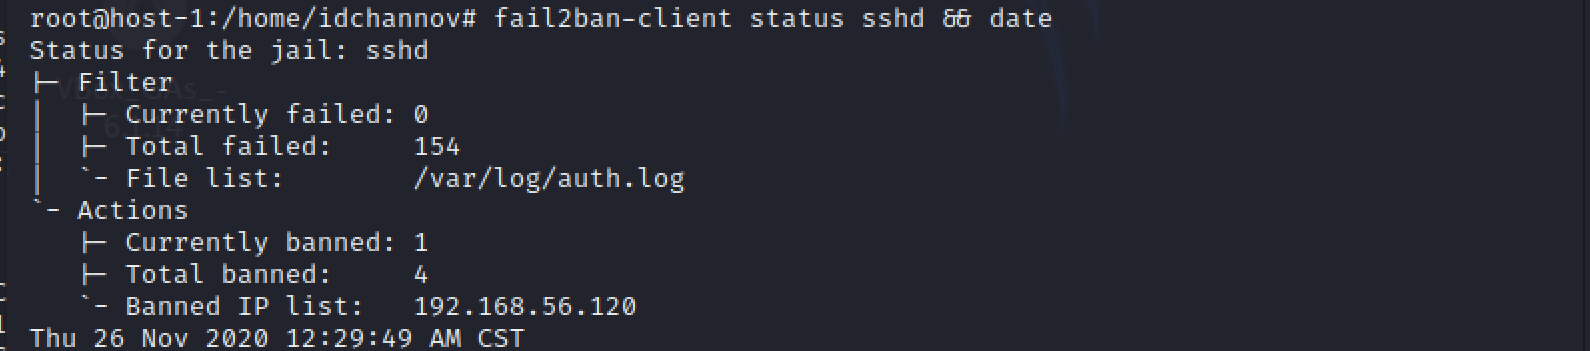 root@host-1:/home/idchannov# fail2ban-client status sshd && date
Status for the jail: sshd
├─ Filter
│  ├─ Currently failed: 0
│  ├─ Total failed:     154
│  `- File list:        /var/log/auth.log
`- Actions
   ├─ Currently banned: 1
   ├─ Total banned:     4
   `- Banned IP list:   192.168.56.120
Thu 26 Nov 2020 12:29:49 AM CST